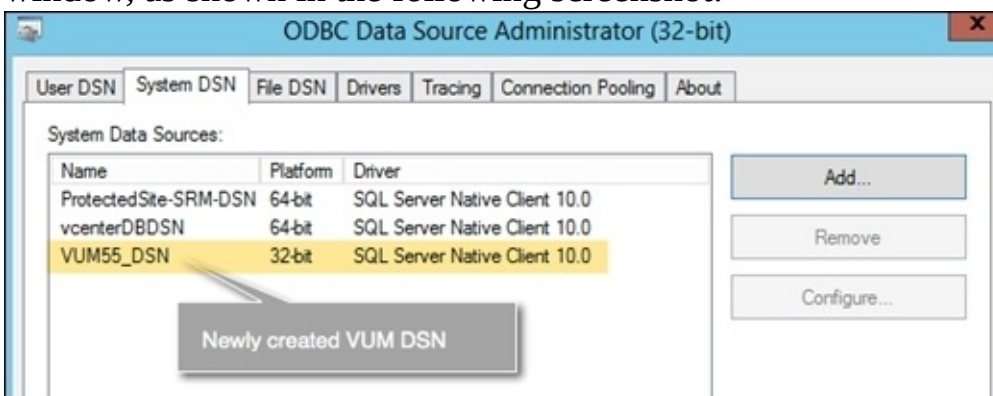 window, as shown in the following screenshot:
ODBC Data Source Administrator (32-bit)
x
User DSN System DSN File DSN Drivers Tracing Connection Pooling About
System Data Sources:
Name Platform Driver
ProtectedSite-SRM-DSN 64-bit SQL Server Native Client 10.0
vcenterDBDSN 64-bit SQL Server Native Client 10.0
VUM55_DSN 32-bit SQL Server Native Client 10.0
Add...
Remove
Configure...
Newly created VUM DSN